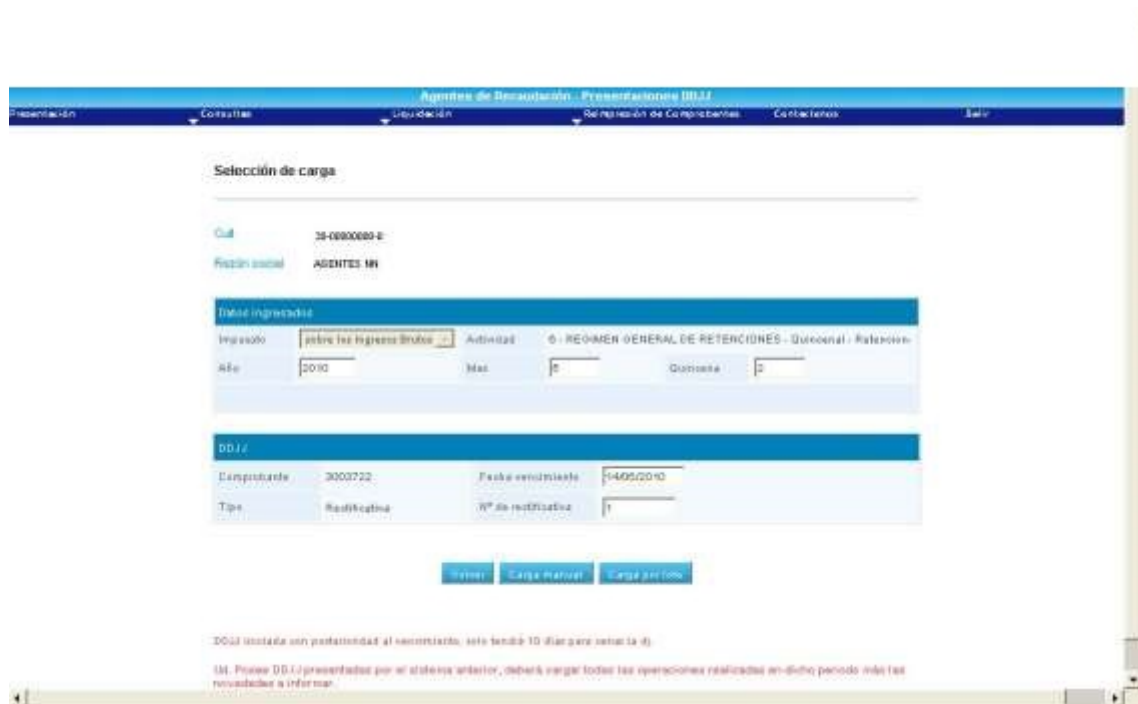 Agentes de Recaudación - Presentaciones DDJJ
Presentación Consultas Liquidación Reimpresión de Comprobantes Contactenos Salir
Selección de carga
Cuit
Razón social AGENTES NN
Datos ingresados
Impuesto sobre los Ingresos Brutos Actividad 6 - REGIMEN GENERAL DE RETENCIONES - Quincenal - Retencion-
Año 2010 Mes Quincena 2
DDJJ
Comprobante 3003722 Fecha vencimiento 14/05/2010
Tipo Rectificativa Nº de rectificativa 1
Volver Carga manual Carga por lote
DDJJ iniciada con posterioridad al vencimiento, solo tendrá 10 días para cerrar la dj.
Ud. Posee DDJJ presentadas por el sistema anterior, deberá cargar todas las operaciones realizadas en dicho periodo más las
novedades a informar.